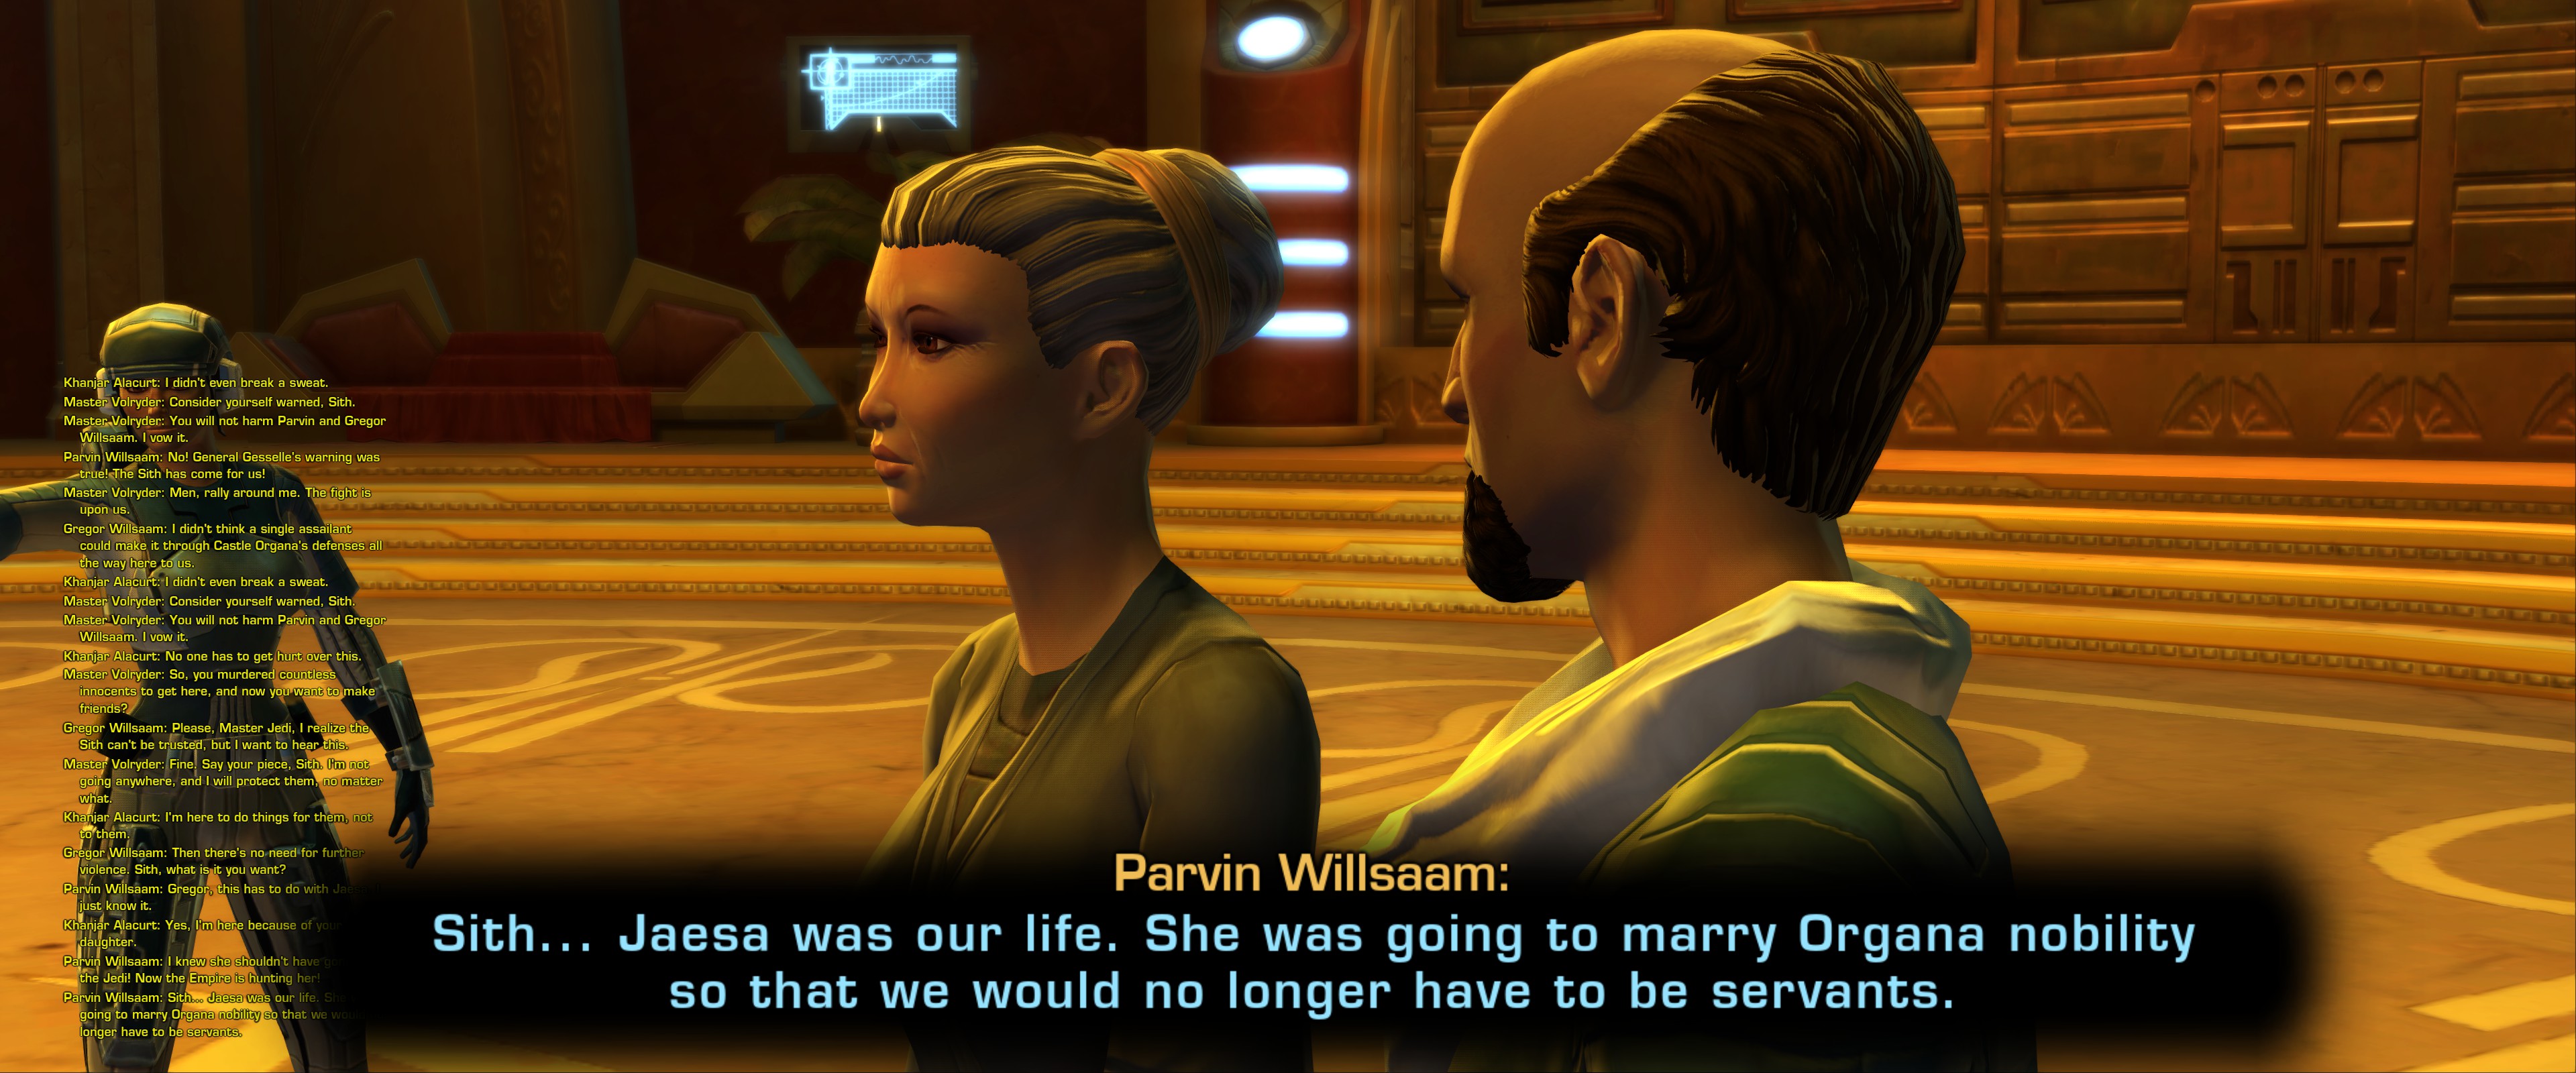 Khanjar Alacurt: I didn't even break a sweat.
Master Volryder: Consider yourself warned, Sith.
Master Volryder: You will not harm Parvin and Gregor
Willsaam. I vow it.
Parvin Willsaam: No! General Gesselle's warning was
true! The Sith has come for us!
Master Volryder: Men, rally around me. The fight is
upon us.
Gregor Willsaam: I didn't think a single assailant
could make it through Castle Organa's defenses all
the way here to us.
Khanjar Alacurt: I didn't even break a sweat.
Master Volryder: Consider yourself warned, Sith.
Master Volryder: You will not harm Parvin and Gregor
Willsaam. I vow it.
Khanjar Alacurt: No one has to get hurt over this.
Master Volryder: So, you murdered countless
innocents to get here, and now you want to make
friends?
Gregor Willsaam: Please, Master Jedi, I realize the
Sith can't be trusted, but I want to hear this.
Master Volryder: Fine. Say your piece, Sith. I'm not
going anywhere, and I will protect them, no matter
what.
Khanjar Alacurt: I'm here to do things for them, not
to them.
Gregor Willsaam: Then there's no need for further
violence. Sith, what is it you want?
Parvin Willsaam: Gregor, this has to do with
just know it.
Khanjar Alacurt: Yes, I'm here because of your
daughter.
Parvin Willsaam: I knew she shouldn't have
the Jedi! Now the Empire is hunting her!
Parvin Willsaam: Sith... Jaesa was our life. She
going to marry Organa nobility so that we
longer have to be servants.
Parvin Willsaam:
Sith... Jaesa was our life. She was going to marry Organa nobility
so that we would no longer have to be servants.